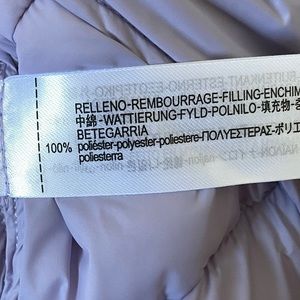 RELLENO-REMBOURRAGE-FILLING-ENCHIM
中綿-WATTIERUNG-FYLD-POLNILO-填充物-
BETEGARRIA
100% poliéster-polyester-poliestere-ΠΟΛΥΕΣΤΕΡΑΣ-ポリエ
poliesterra